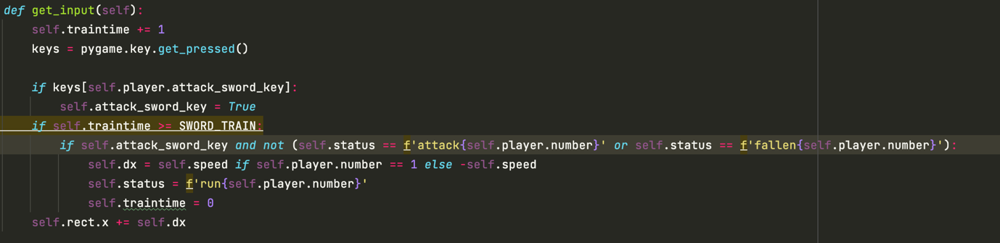 def get_input(self):
    self.traintime += 1
    keys = pygame.key.get_pressed()

    if keys[self.player.attack_sword_key]:
        self.attack_sword_key = True
    if self.traintime >= SWORD_TRAIN:
        if self.attack_sword_key and not (self.status == f'attack{self.player.number}' or self.status == f'fallen{self.player.number}'):
            self.dx = self.speed if self.player.number == 1 else -self.speed
            self.status = f'run{self.player.number}'
            self.traintime = 0
    self.rect.x += self.dx